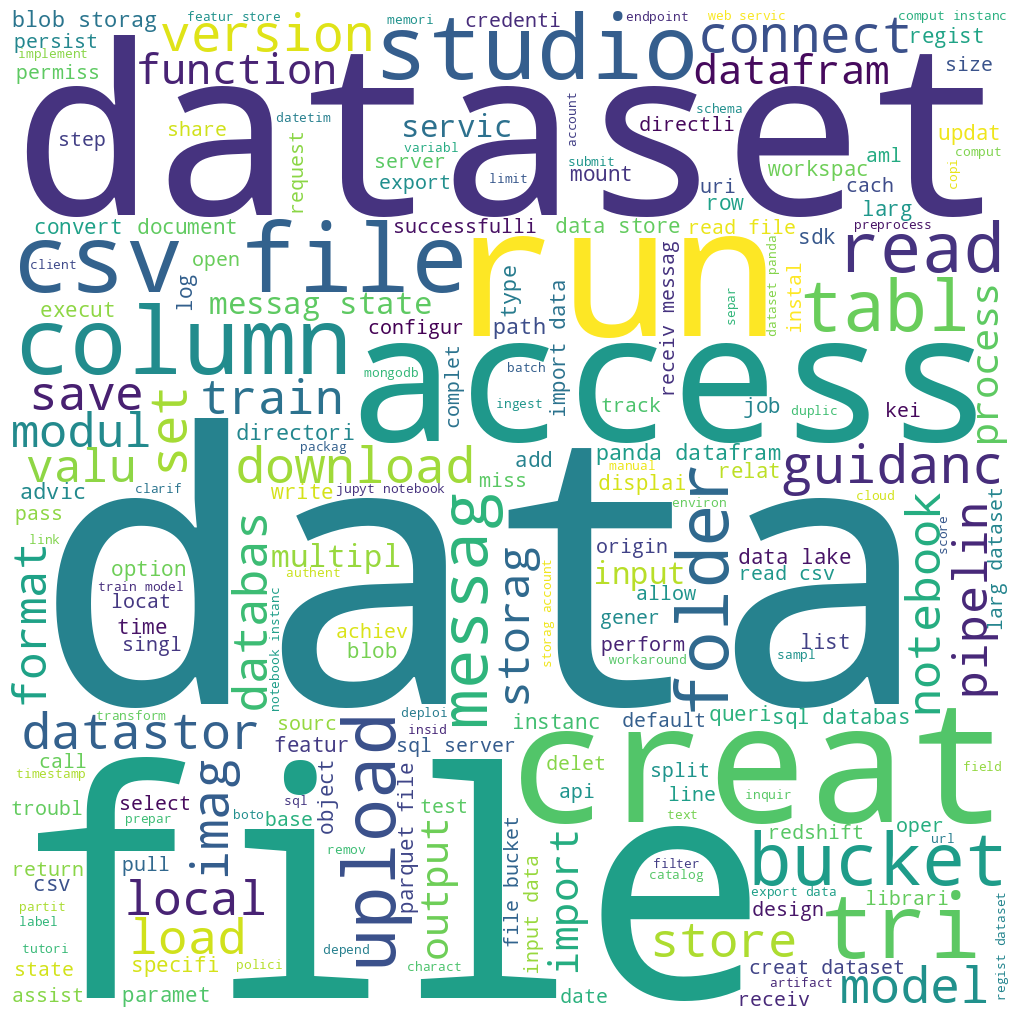 blob storag
version
featur store
memori
credenti
endpoint
web servic
comput instanc
persist
implement
permiss
function
studio
connect
regist
datafram
size
dataset
step
share
datetim
request
servic
variabl
server
export
limit
submit
mount
account
schema
directli
uri
row
workspac
aml
cach
larg
updat
comput
copi
convert
document
successfulli
data store
read file
sdk
preprocess
client
open
log
csv file
run
read
type
receiv messag
separ
dataset panda
instal
execut
messag state
configur
path
import data
tabl
process
column
access
mongodb
complet
batch
ingest
track
job
duplic
kei
save
set
train
modul
directori
packag
add
panda datafram
valu
download
manual
displai
relat
guidanc
advic
clarif
write
jupyt notebook
miss
environ
cloud
pass
link
format
option
train model
locat
time
singl
databas
notebook instanc
multipl
authent
achiev
blob
messag
storag
storag account
origin
input
allow
gener
perform
workaround
folder
data lake
read csv
list
sampl
notebook
score
pipelin
larg dataset
data
transform
datastor
call
timestamp
troubl
sourc
featur
deploi
insid
sql server
instanc
default
queri
sql databas
creat
delet
split
api
line
inquir
text
field
select
prepar
imag
boto
base
sql
object
upload
parquet file
test
remov
return
csv
pull
partit
label
tutori
local
load
state
specifi
polici
assist
paramet
depend
output
charact
file bucket
input data
import
date
file
filter
catalog
redshift
oper
url
bucket
export data
design
librari
store
tri
creat dataset
artifact
receiv
model
regist dataset